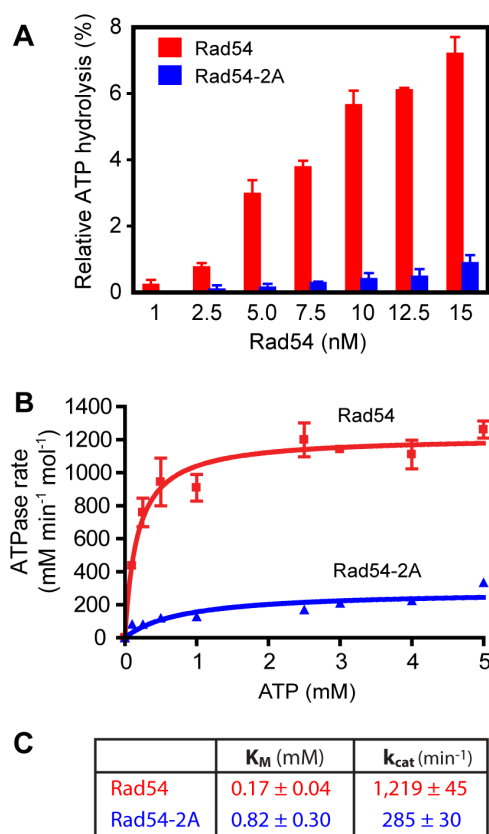 A
Relative ATP hydrolysis (%)
8
6
4
2
0
Rad54
Rad54-2A
1 2.5 5.0 7.5 10 12.5 15
Rad54 (nM)
B
ATPase rate
(mM min⁻¹ mol⁻¹)
1400
1200
1000
800
600
400
200
0
Rad54
Rad54-2A
0 1 2 3 4 5
ATP (mM)
C
K_M (mM) k_cat (min⁻¹)
Rad54 0.17 ± 0.04 1,219 ± 45
Rad54-2A 0.82 ± 0.30 285 ± 30